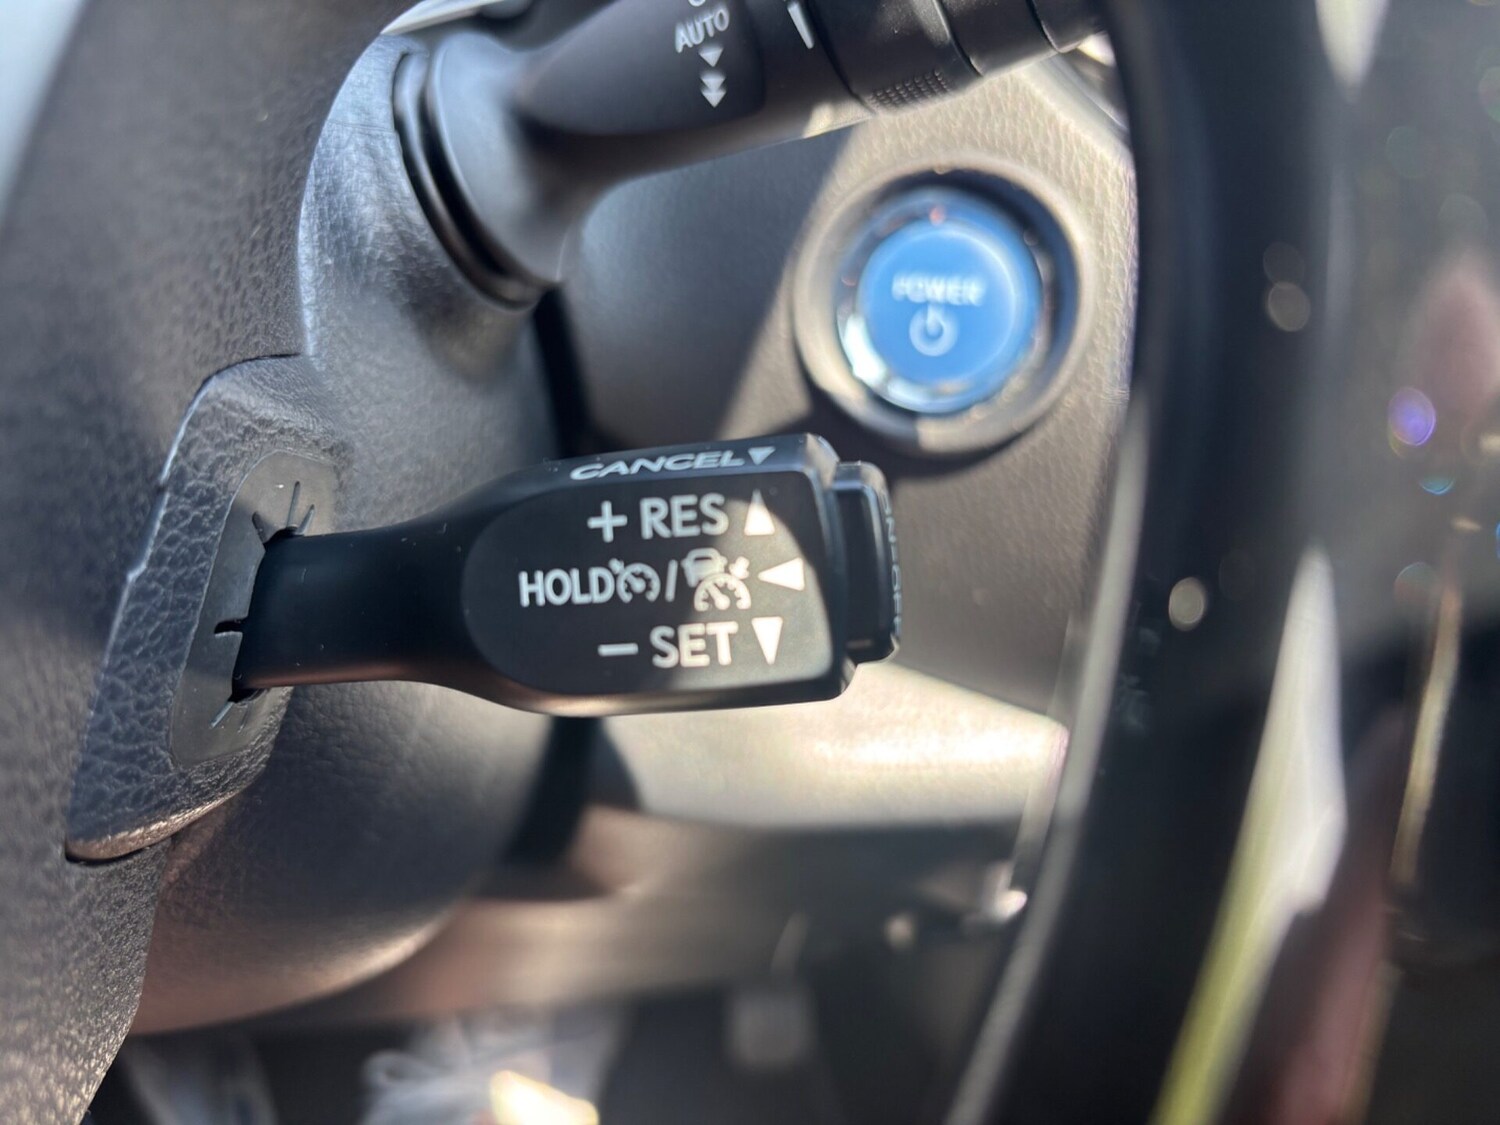 AUTO
POWER
CANCEL
+ RES
HOLD /
− SET